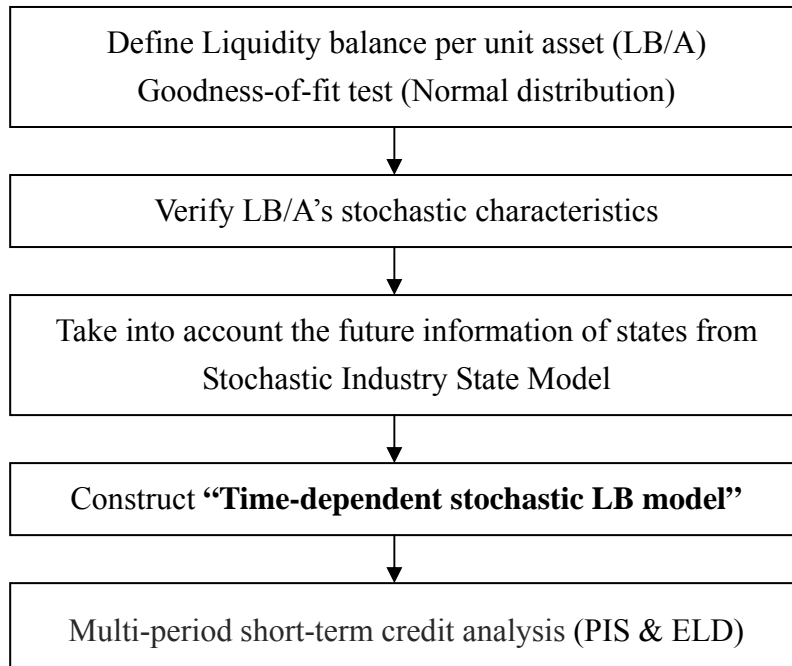 Define Liquidity balance per unit asset (LB/A)
Goodness-of-fit test (Normal distribution)
Verify LB/A’s stochastic characteristics
Take into account the future information of states from
Stochastic Industry State Model
Construct “Time-dependent stochastic LB model”
Multi-period short-term credit analysis (PIS & ELD)